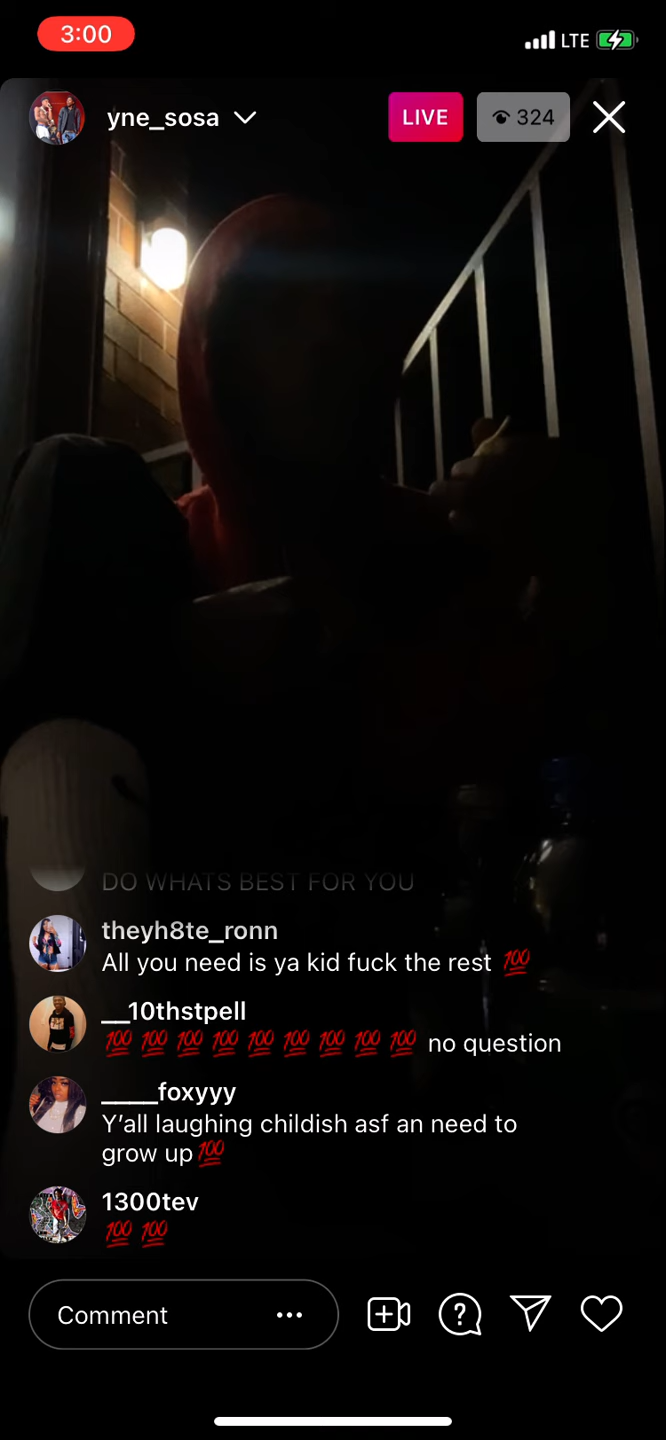 3:00
LTE
yne_sosa
LIVE
324
DO WHATS BEST FOR YOU
theyh8te_ronn
All you need is ya kid fuck the rest 💯
__10thstpell
💯 💯 💯 💯 💯 💯 💯 💯 💯 no question
____foxyyy
Y’all laughing childish asf an need to
grow up💯
1300tev
💯 💯
Comment